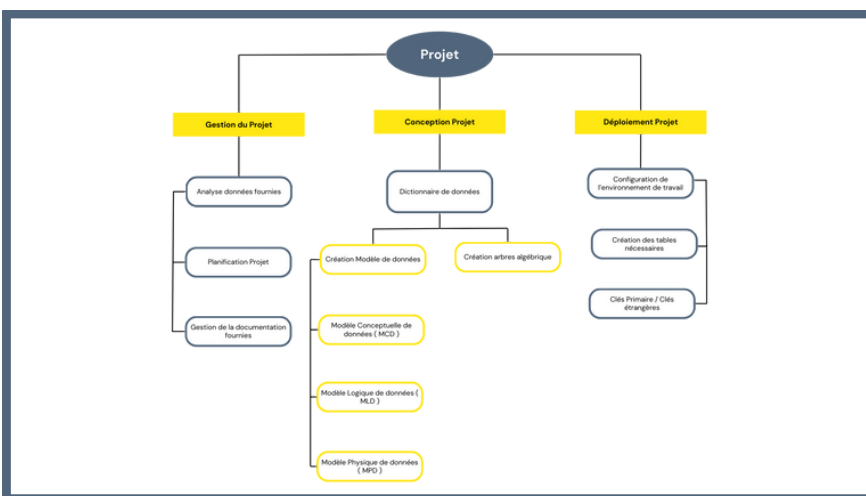 Projet
Gestion du Projet
Conception Projet
Déploiement Projet
Analyse données fournies
Planification Projet
Gestion de la documentation
fournies
Dictionnaire de données
Création Modèle de données
Création arbres algébrique
Modèle Conceptuelle de
données ( MCD )
Modèle Logique de données (
MLD )
Modèle Physique de données
( MPD )
Configuration de
l'environnement de travail
Création des tables
nécessaires
Clés Primaire / Clés
étrangères